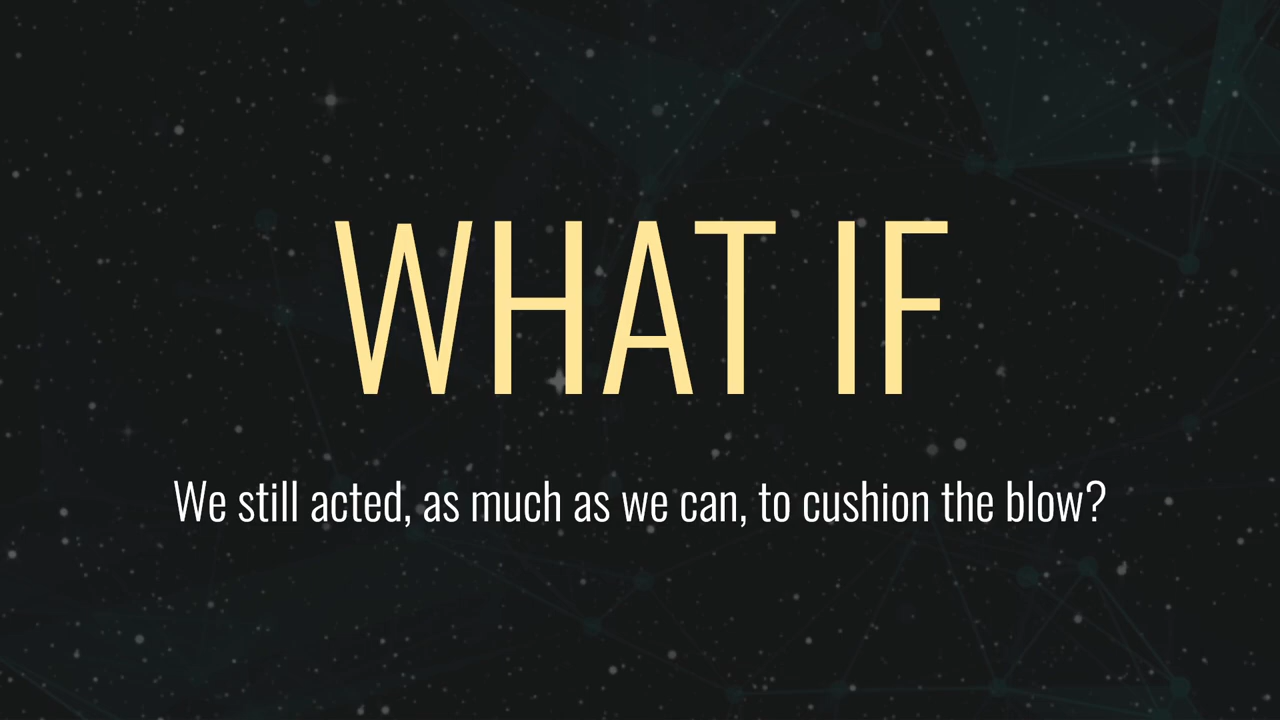 WHAT IF
We still acted, as much as we can, to cushion the blow?